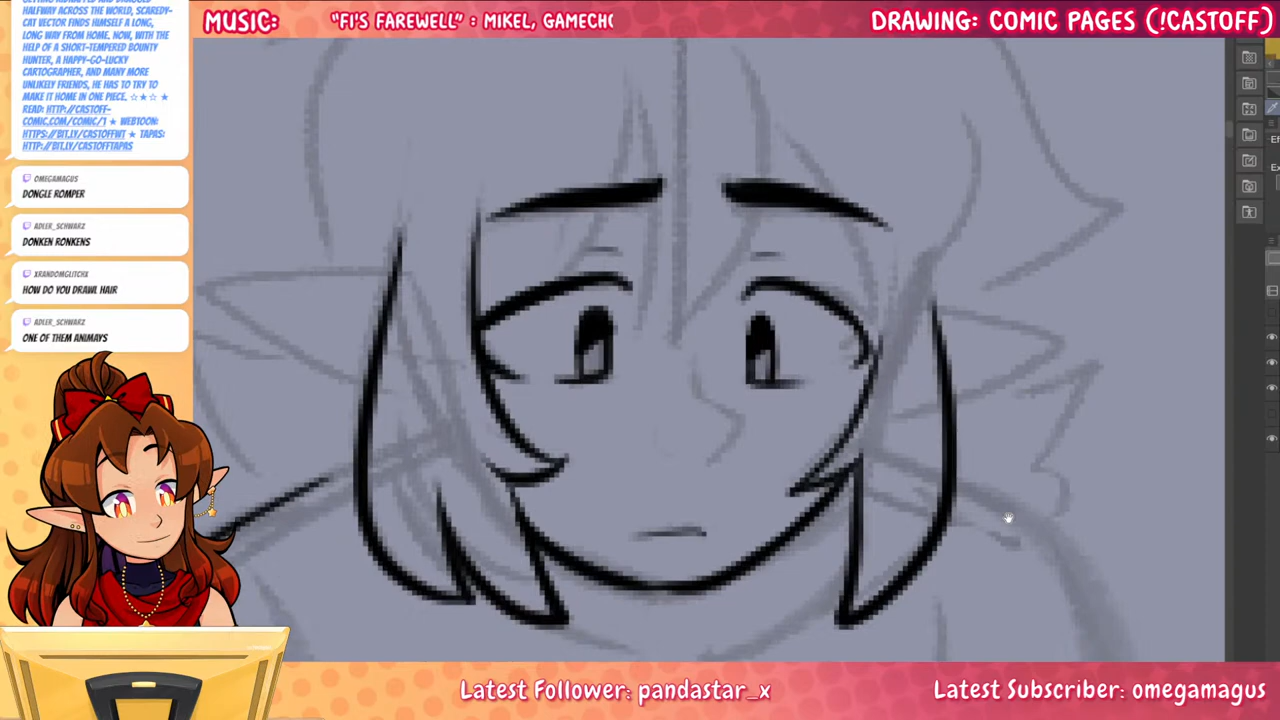 MUSIC:
"FI'S FAREWELL" : MIKEL, GAMECH
DRAWING: COMIC PAGES (!CASTOFF)
GETTING KIDNAPPED AND DRAGGED
HALFWAY ACROSS THE WORLD, SCAREDY-
CAT VECTOR FINDS HIMSELF A LONG,
LONG WAY FROM HOME. NOW, WITH THE
HELP OF A SHORT-TEMPERED BOUNTY
HUNTER, A HAPPY-GO-LUCKY
CARTOGRAPHER, AND MANY MORE
UNLIKELY FRIENDS, HE HAS TO TRY TO
MAKE IT HOME IN ONE PIECE. ☆★☆ ★
READ: HTTP://CASTOFF-
COMIC.COM/COMIC/1 ★ WEBTOON:
HTTPS://BIT.LY/CASTOFFWT ★ TAPAS:
HTTP://BIT.LY/CASTOFFTAPAS
OMEGAMAGUS
DONGLE ROMPER
ADLER_SCHWARZ
DONKEN RONKENS
XRANDOMGLITCHX
HOW DO YOU DRAWL HAIR
ADLER_SCHWARZ
ONE OF THEM ANIMAYS
Latest Follower: pandastar_x
Latest Subscriber: omegamagus